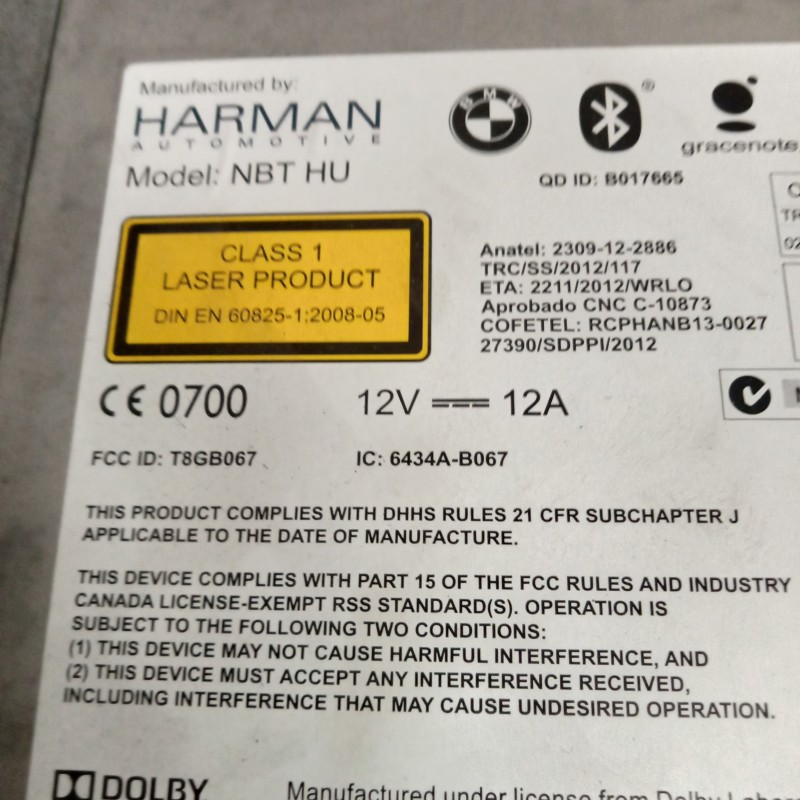 Manufactured by:
HARMAN
AUTOMOTIVE
Model: NBT HU
BMW
®
gracenote
QD ID: B017665
CLASS 1
LASER PRODUCT
DIN EN 60825-1:2008-05
Anatel: 2309-12-2886
TRC/SS/2012/117
ETA: 2211/2012/WRLO
Aprobado CNC C-10873
COFETEL: RCPHANB13-0027
27390/SDPPI/2012
C
TR
02
CE 0700
12V 12A
FCC ID: T8GB067
IC: 6434A-B067
THIS PRODUCT COMPLIES WITH DHHS RULES 21 CFR SUBCHAPTER J
APPLICABLE TO THE DATE OF MANUFACTURE.
THIS DEVICE COMPLIES WITH PART 15 OF THE FCC RULES AND INDUSTRY
CANADA LICENSE-EXEMPT RSS STANDARD(S). OPERATION IS
SUBJECT TO THE FOLLOWING TWO CONDITIONS:
(1) THIS DEVICE MAY NOT CAUSE HARMFUL INTERFERENCE, AND
(2) THIS DEVICE MUST ACCEPT ANY INTERFERENCE RECEIVED,
INCLUDING INTERFERENCE THAT MAY CAUSE UNDESIRED OPERATION.
DOLBY
Manufactured under license from Dolby Labor